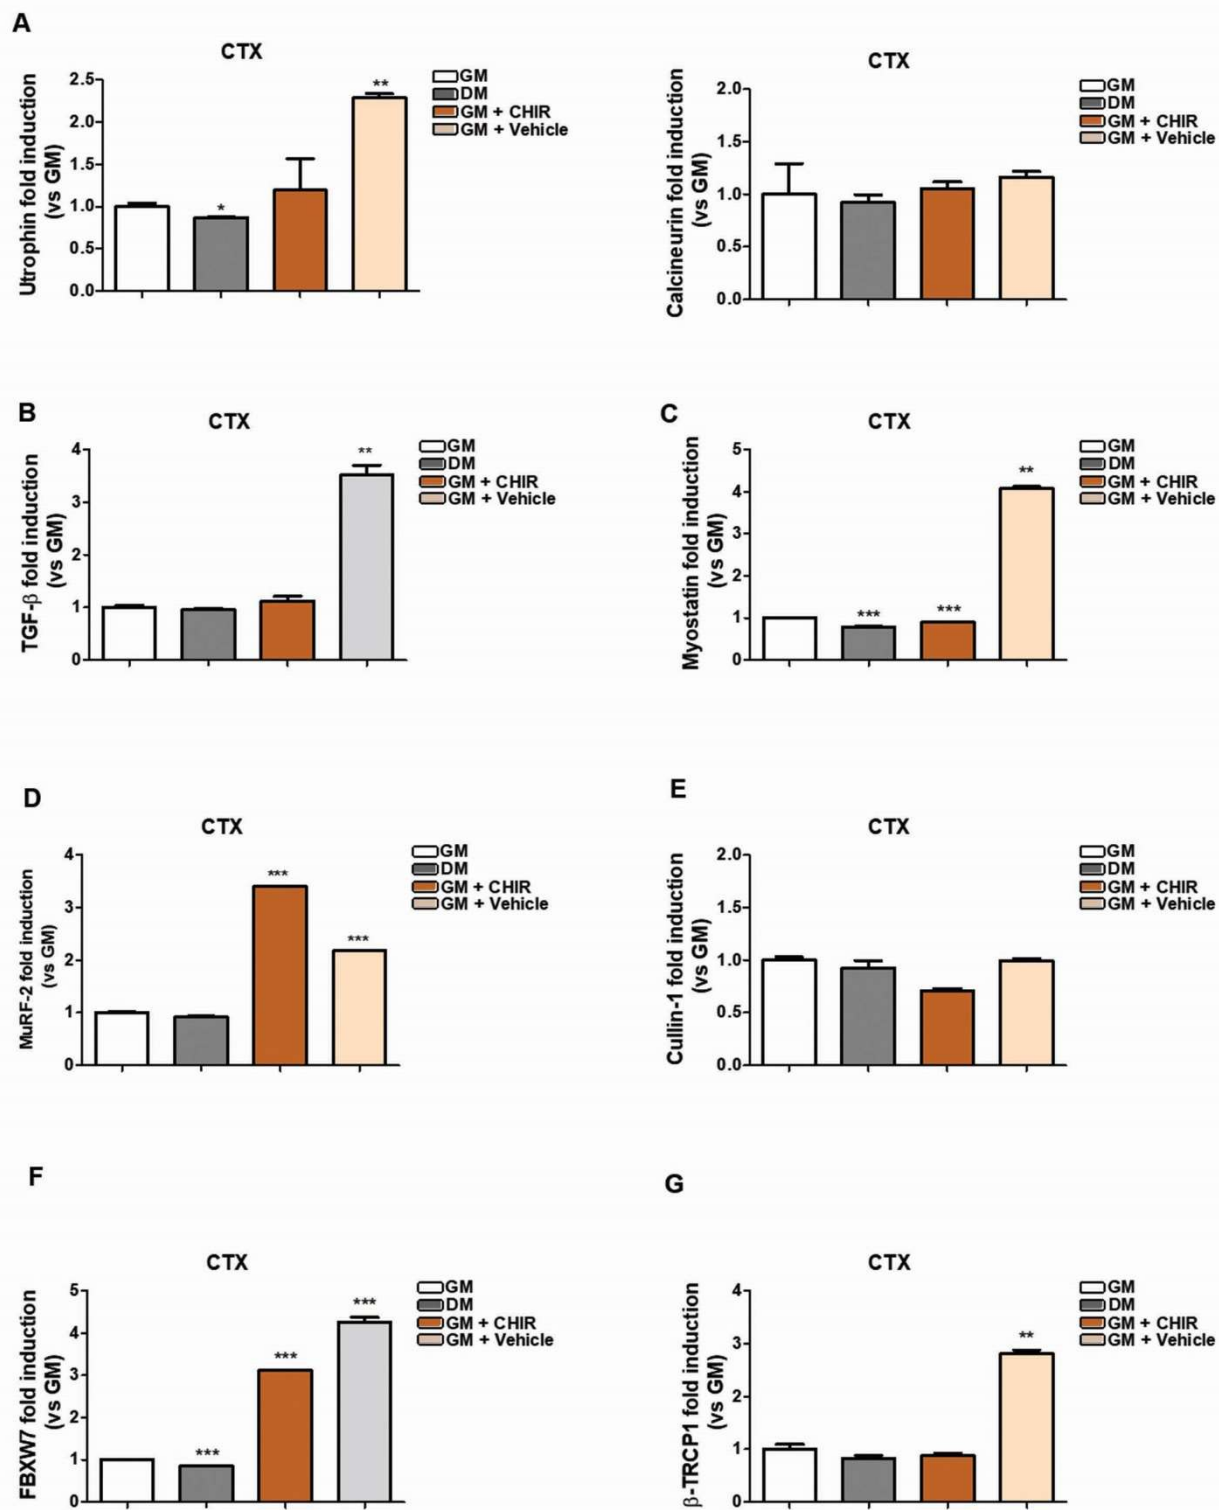 A
CTX
Utrophin fold induction
(vs GM)
2.5
2.0
1.5
1.0
0.5
0.0
*
**
GM
DM
GM + CHIR
GM + Vehicle
CTX
Calcineurin fold induction
(vs GM)
2.0
1.5
1.0
0.5
0.0
GM
DM
GM + CHIR
GM + Vehicle
B
CTX
TGF-β fold induction
(vs GM)
4
3
2
1
0
**
GM
DM
GM + CHIR
GM + Vehicle
C
CTX
Myostatin fold induction
(vs GM)
5
4
3
2
1
0
***
***
**
GM
DM
GM + CHIR
GM + Vehicle
D
CTX
MuRF-2 fold induction
(vs GM)
4
3
2
1
0
***
***
GM
DM
GM + CHIR
GM + Vehicle
E
CTX
Cullin-1 fold induction
(vs GM)
2.0
1.5
1.0
0.5
0.0
GM
DM
GM + CHIR
GM + Vehicle
F
CTX
FBXW7 fold induction
(vs GM)
5
4
3
2
1
0
***
***
***
GM
DM
GM + CHIR
GM + Vehicle
G
CTX
β-TRCP1 fold induction
(vs GM)
4
3
2
1
0
**
GM
DM
GM + CHIR
GM + Vehicle